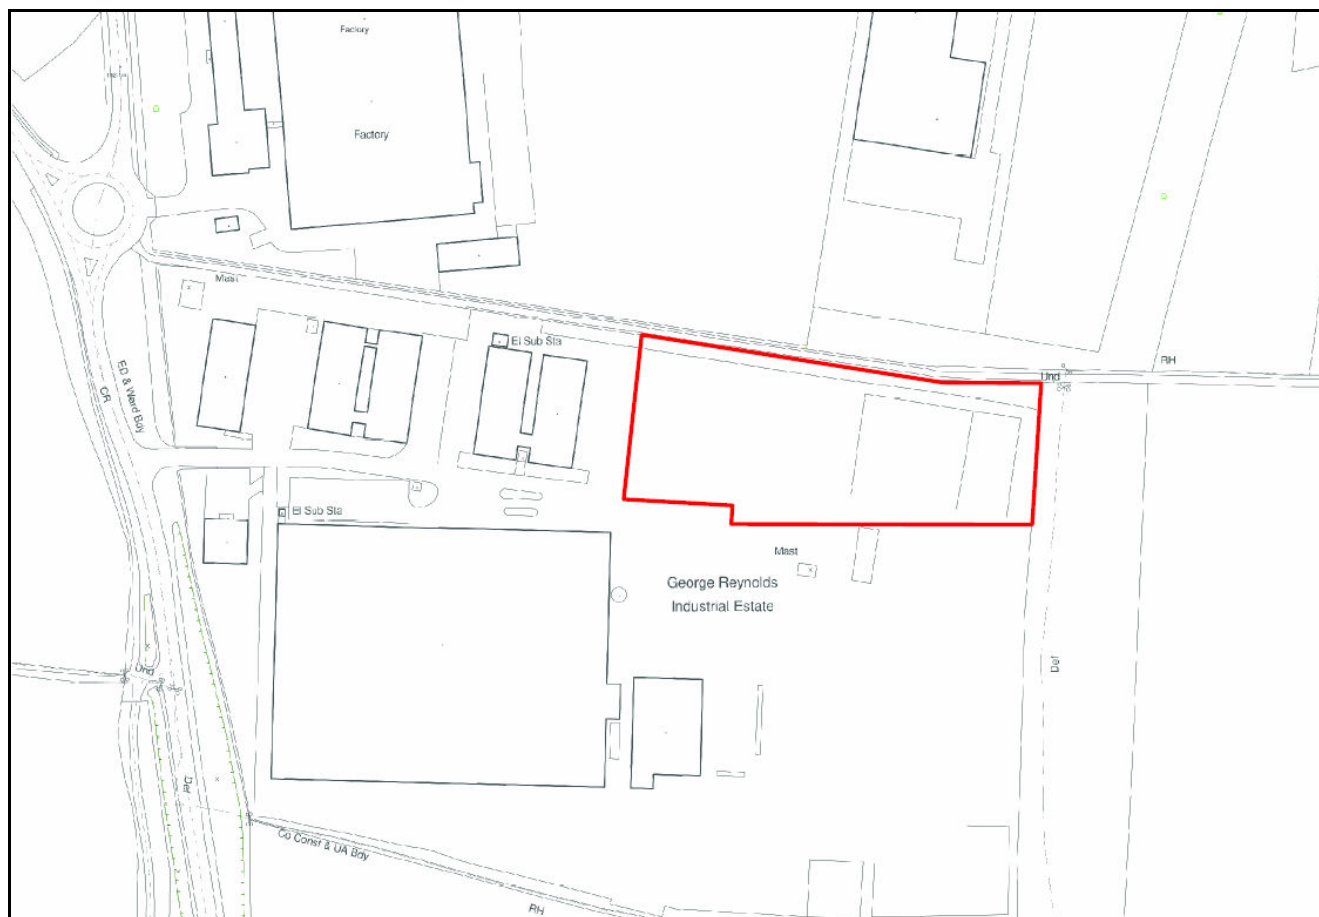 Factory
Factory
Mast
El Sub Sta
RH
Und
ED & Ward Bdy
CR
El Sub Sta
Mast
George Reynolds
Industrial Estate
Def
Und
Def
Co Const & UA Bdy
RH